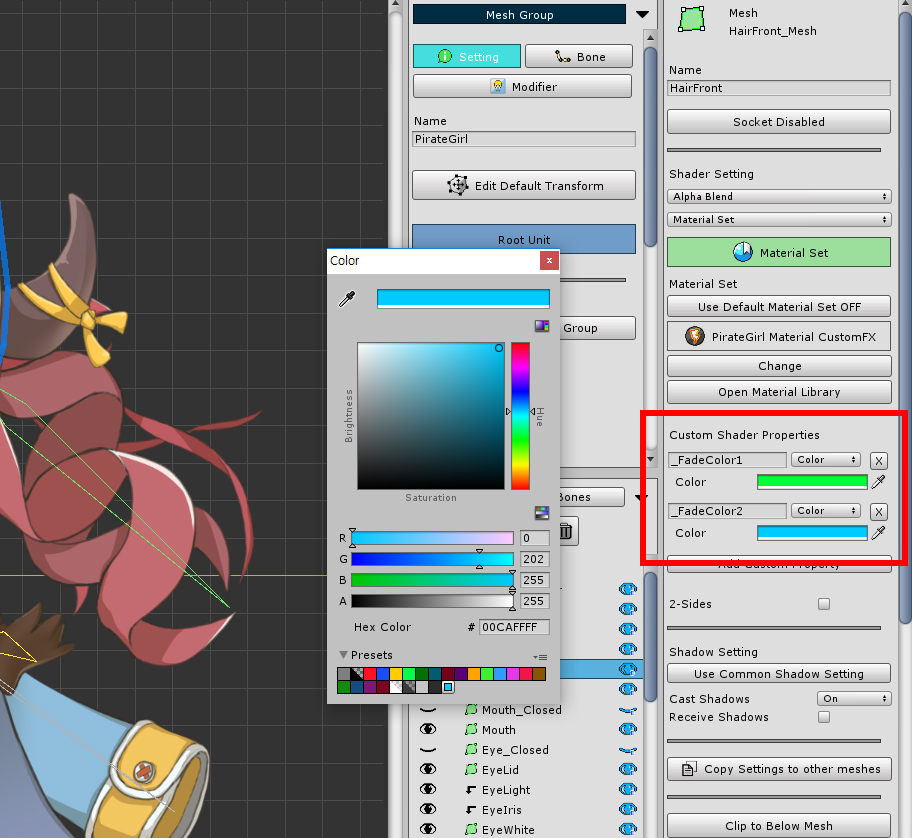 Mesh Group
Setting
Bone
Modifier
Name
PirateGirl
Edit Default Transform
Root Unit
Group
Bones
Mouth_Closed
Mouth
Eye_Closed
EyeLid
EyeLight
EyeIris
EyeWhite
Color
x
Brightness
Hue
Saturation
R 0
G 202
B 255
A 255
Hex Color # 00CAFFFF
Presets
Mesh
HairFront_Mesh
Name
HairFront
Socket Disabled
Shader Setting
Alpha Blend
Material Set
Material Set
Material Set
Use Default Material Set OFF
PirateGirl Material CustomFX
Change
Open Material Library
Custom Shader Properties
_FadeColor1 Color X
Color
_FadeColor2 Color X
Color
Add Custom Property
2-Sides
Shadow Setting
Use Common Shadow Setting
Cast Shadows On
Receive Shadows
Copy Settings to other meshes
Clip to Below Mesh